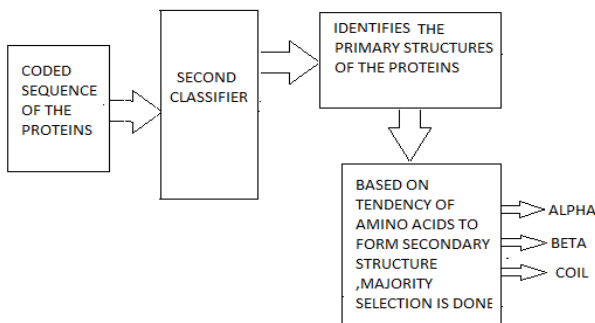 CODED
SEQUENCE
OF THE
PROTEINS
SECOND
CLASSIFIER
IDENTIFIES THE
PRIMARY STRUCTURES
OF THE PROTEINS
BASED ON
TENDENCY OF
AMINO ACIDS TO
FORM SECONDARY
STRUCTURE
,MAJORITY
SELECTION IS DONE
ALPHA
BETA
COIL